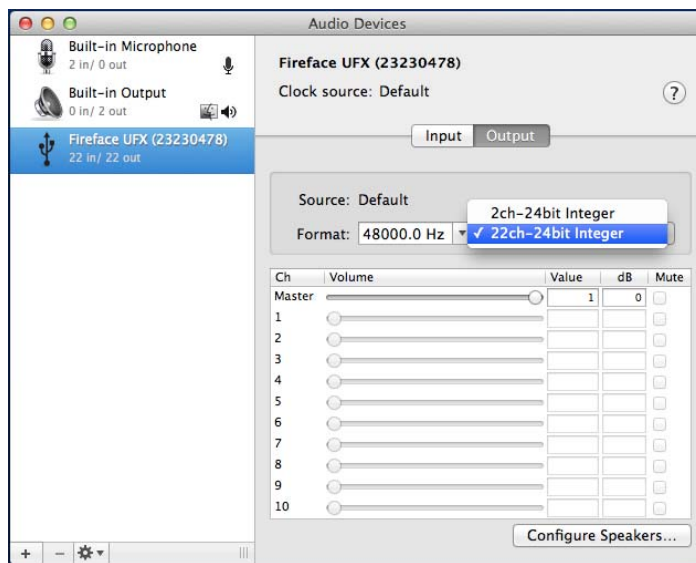 Audio Devices
Built-in Microphone
2 in/ 0 out
Built-in Output
0 in/ 2 out
Fireface UFX (23230478)
22 in/ 22 out
Fireface UFX (23230478)
Clock source: Default
?
Input Output
Source: Default
2ch-24bit Integer
Format: 48000.0 Hz ✓ 22ch-24bit Integer
Ch Volume Value dB Mute
Master 1 0
1
2
3
4
5
6
7
8
9
10
Configure Speakers...
+ −